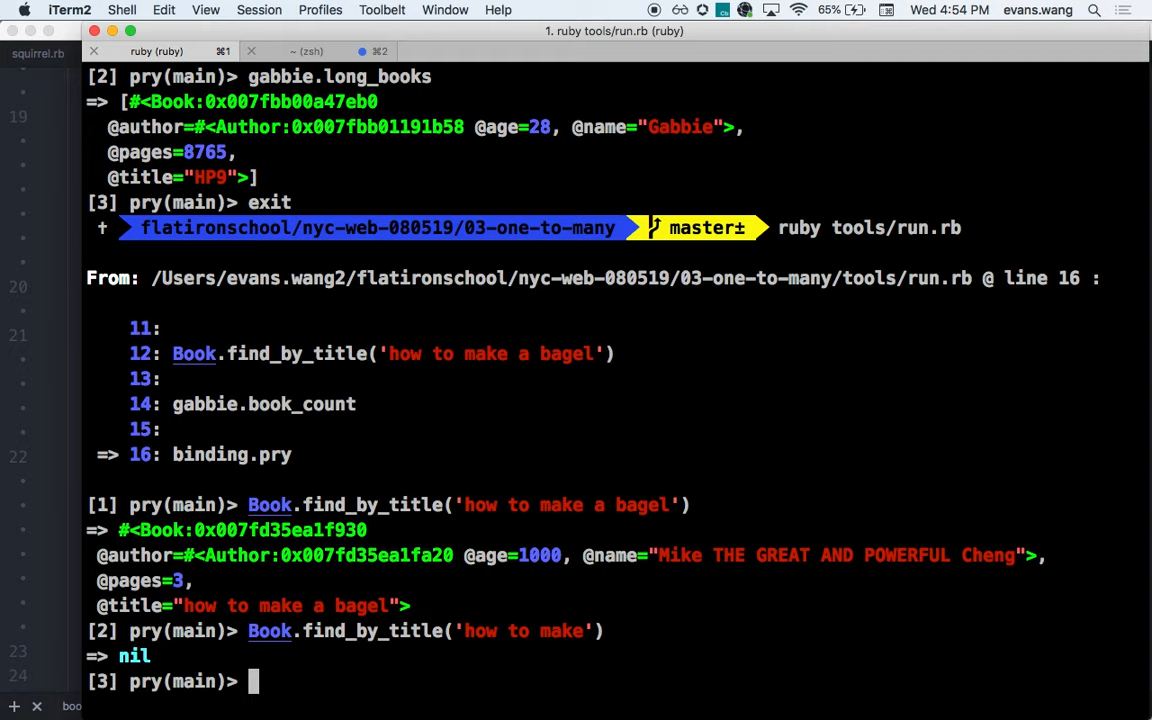 iTerm2 Shell Edit View Session Profiles Toolbelt Window Help 65% Wed 4:54 PM evans.wang
1. ruby tools/run.rb (ruby)
squirrel.rb
ruby (ruby) ⌘1
~ (zsh) ⌘2
[2] pry(main)> gabbie.long_books
=> [#<Book:0x007fbb00a47eb0
@author=#<Author:0x007fbb01191b58 @age=28, @name="Gabbie">,
@pages=8765,
@title="HP9">]
[3] pry(main)> exit
† flatironschool/nyc-web-080519/03-one-to-many master± ruby tools/run.rb
From: /Users/evans.wang2/flatironschool/nyc-web-080519/03-one-to-many/tools/run.rb @ line 16 :
11:
12: Book.find_by_title('how to make a bagel')
13:
14: gabbie.book_count
15:
=> 16: binding.pry
[1] pry(main)> Book.find_by_title('how to make a bagel')
=> #<Book:0x007fd35ea1f930
@author=#<Author:0x007fd35ea1fa20 @age=1000, @name="Mike THE GREAT AND POWERFUL Cheng">,
@pages=3,
@title="how to make a bagel">
[2] pry(main)> Book.find_by_title('how to make')
=> nil
[3] pry(main)>
19
20
21
22
23
24
boo